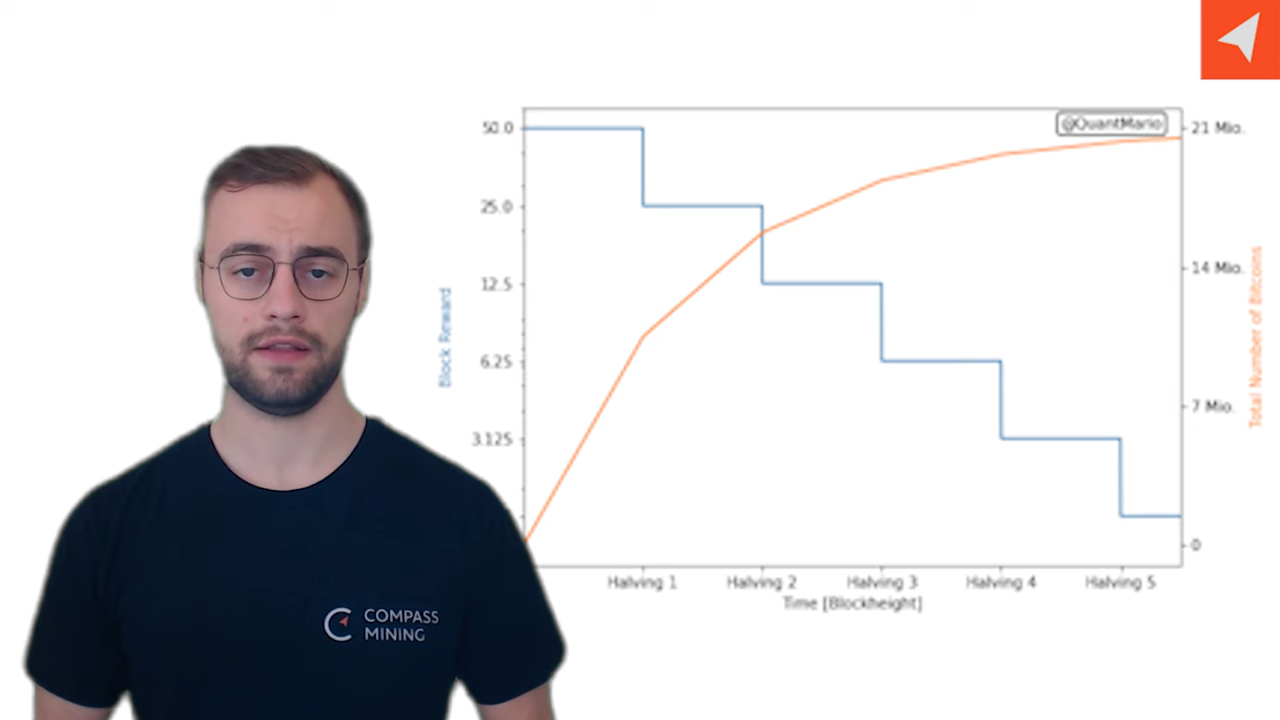 @QuantMario
50.0
21 Mio.
25.0
14 Mio.
12.5
Block Reward
Total Number of Bitcoins
6.25
7 Mio.
3.125
0
Halving 1
Halving 2
Halving 3
Halving 4
Halving 5
Time [Blockheight]
COMPASS
MINING